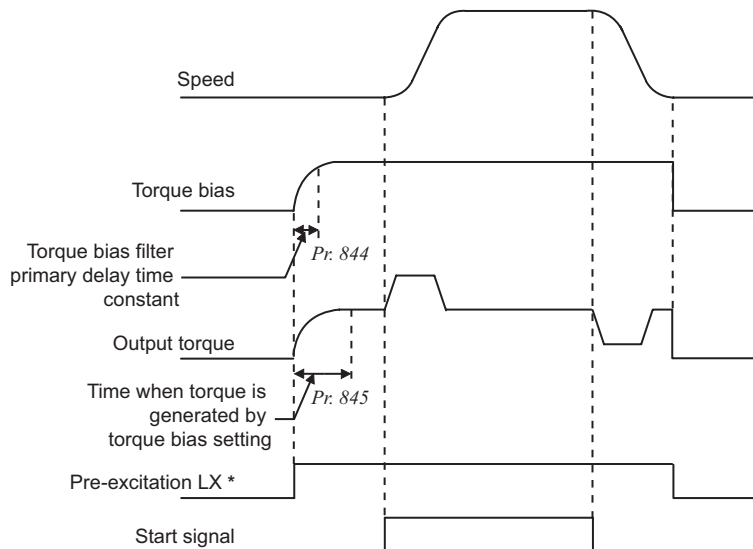 Speed
Torque bias
Torque bias filter
primary delay time
constant
Pr. 844
Output torque
Time when torque is
generated by
torque bias setting
Pr. 845
Pre-excitation LX *
Start signal